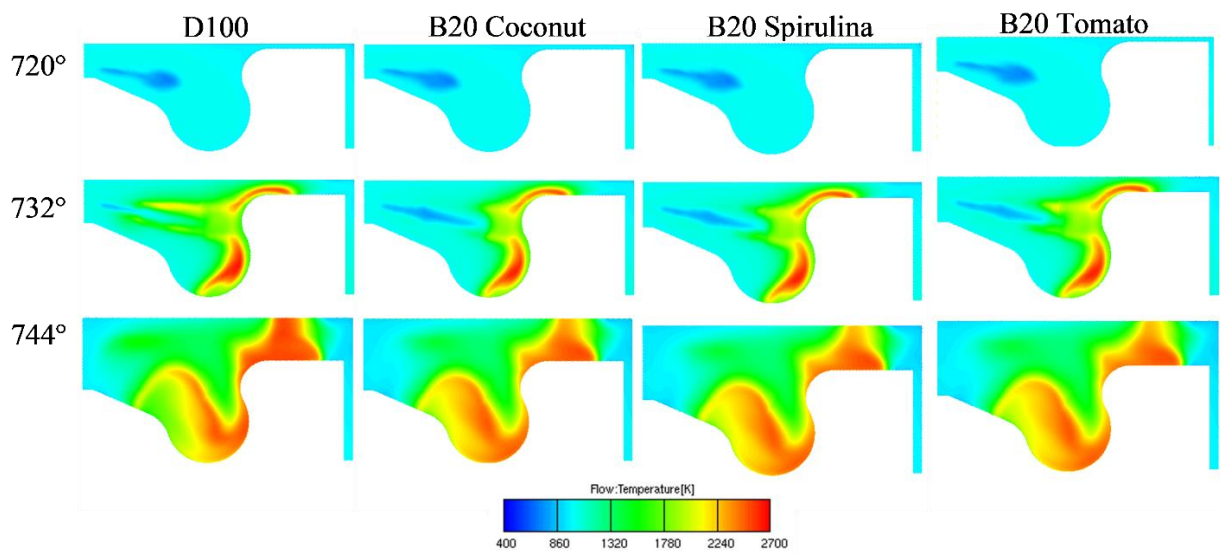 D100 B20 Coconut B20 Spirulina B20 Tomato
720°
732°
744°
Flow:Temperature[K]
400 860 1320 1780 2240 2700